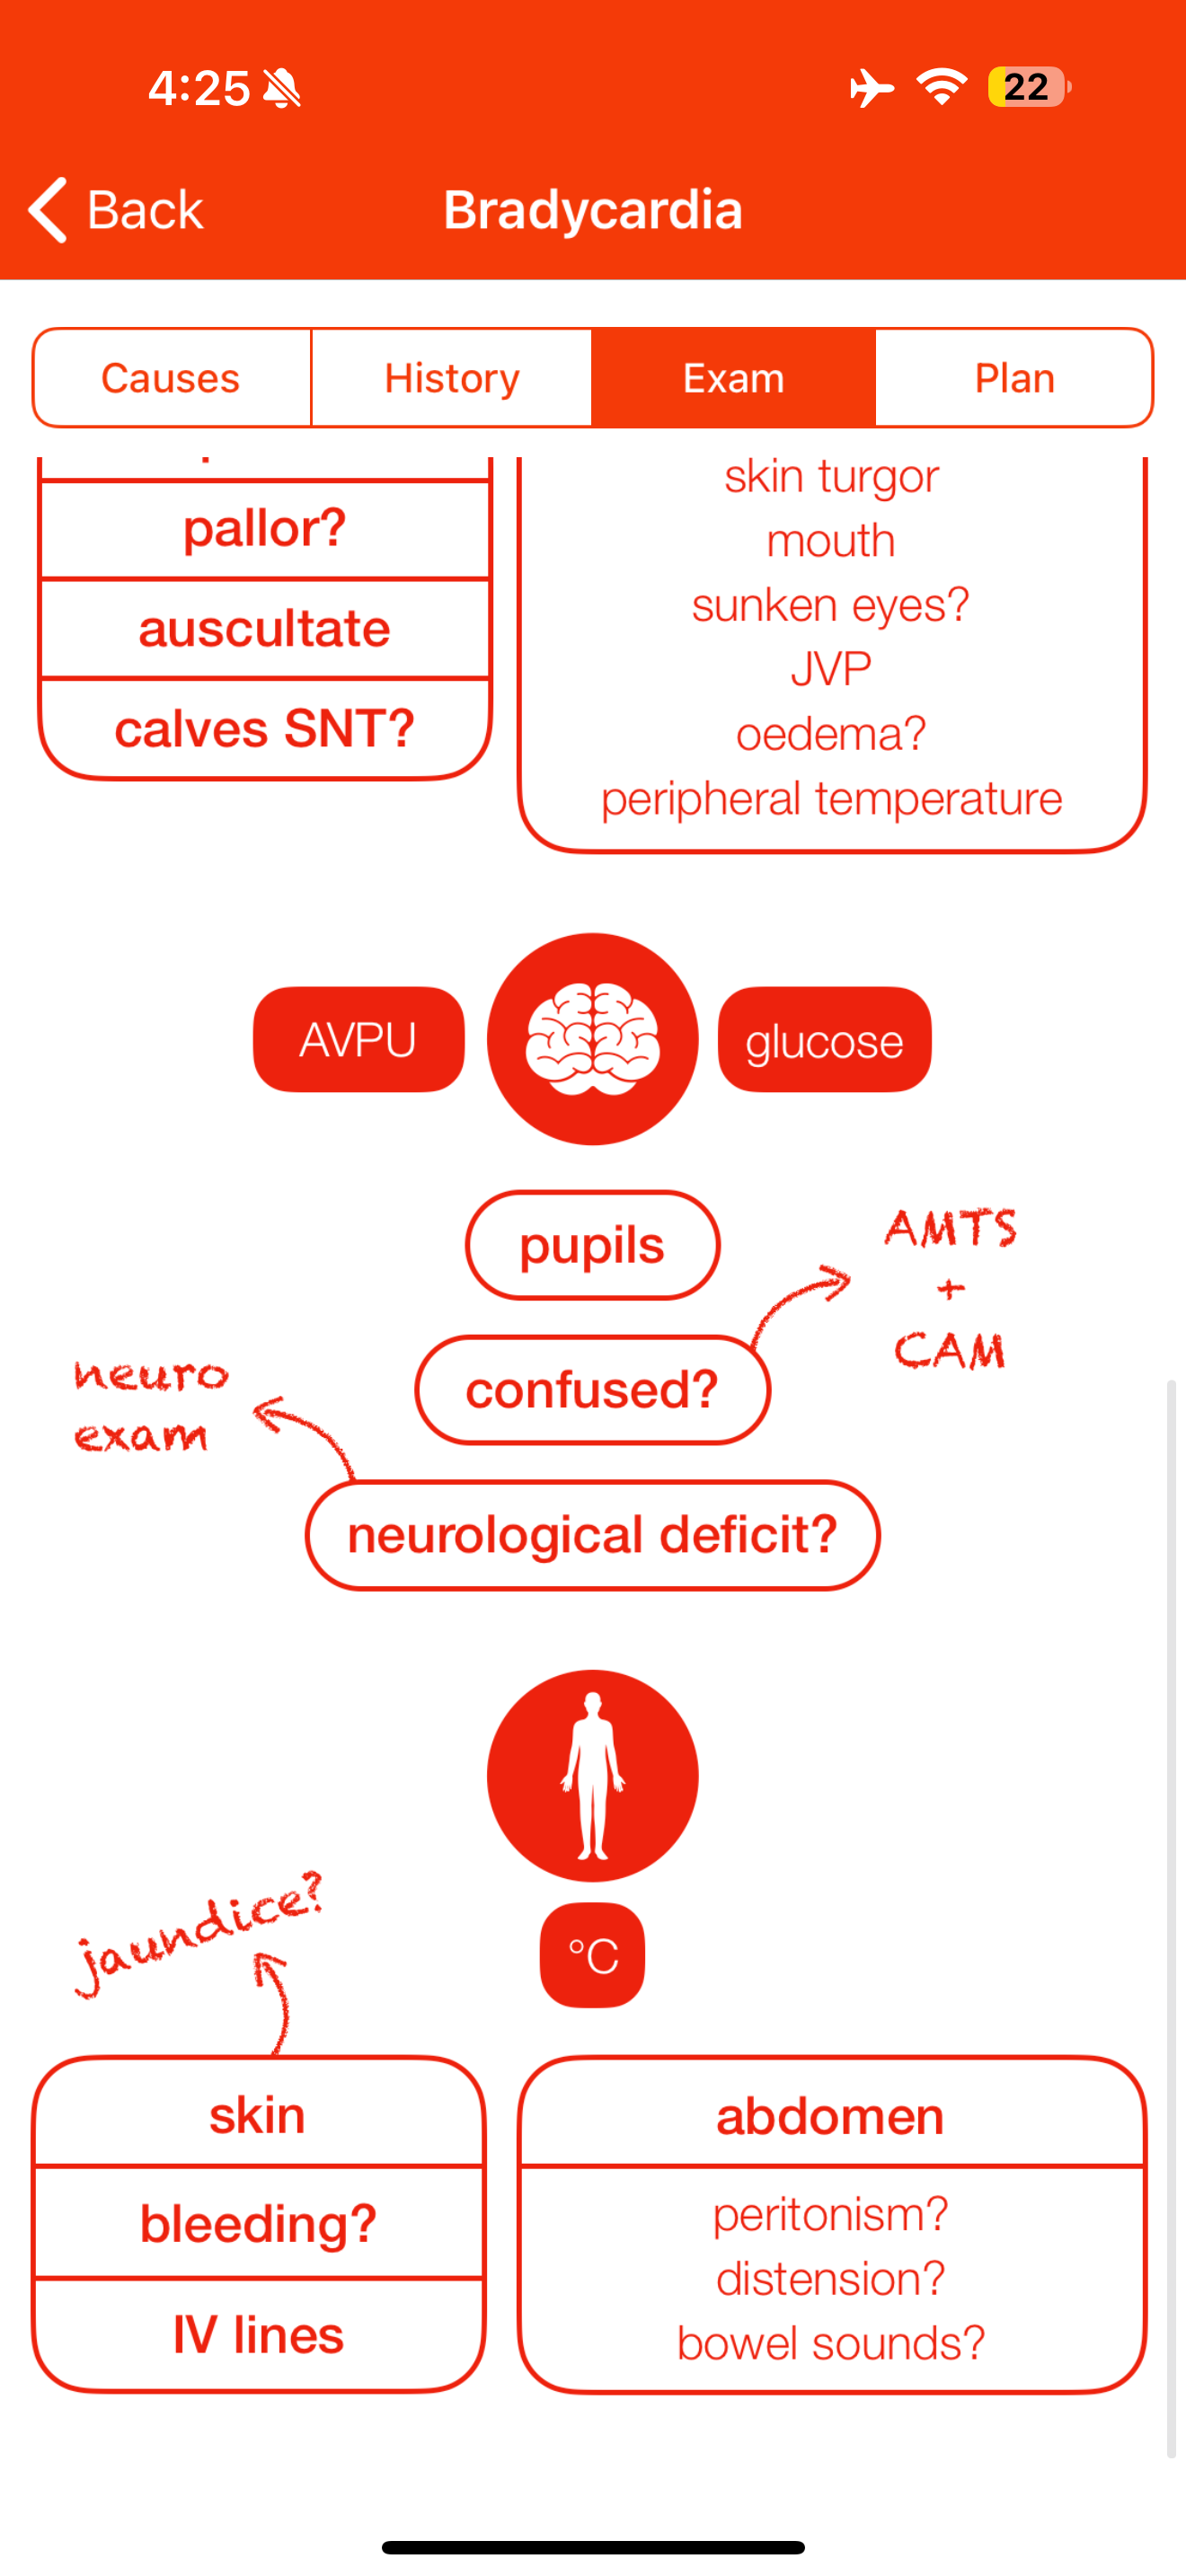 4:25
22
Back
Bradycardia
Causes
History
Exam
Plan
pallor?
auscultate
calves SNT?
skin turgor
mouth
sunken eyes?
JVP
oedema?
peripheral temperature
AVPU
glucose
pupils
AMTS
+
CAM
confused?
neuro
exam
neurological deficit?
°C
jaundice?
skin
bleeding?
IV lines
abdomen
peritonism?
distension?
bowel sounds?